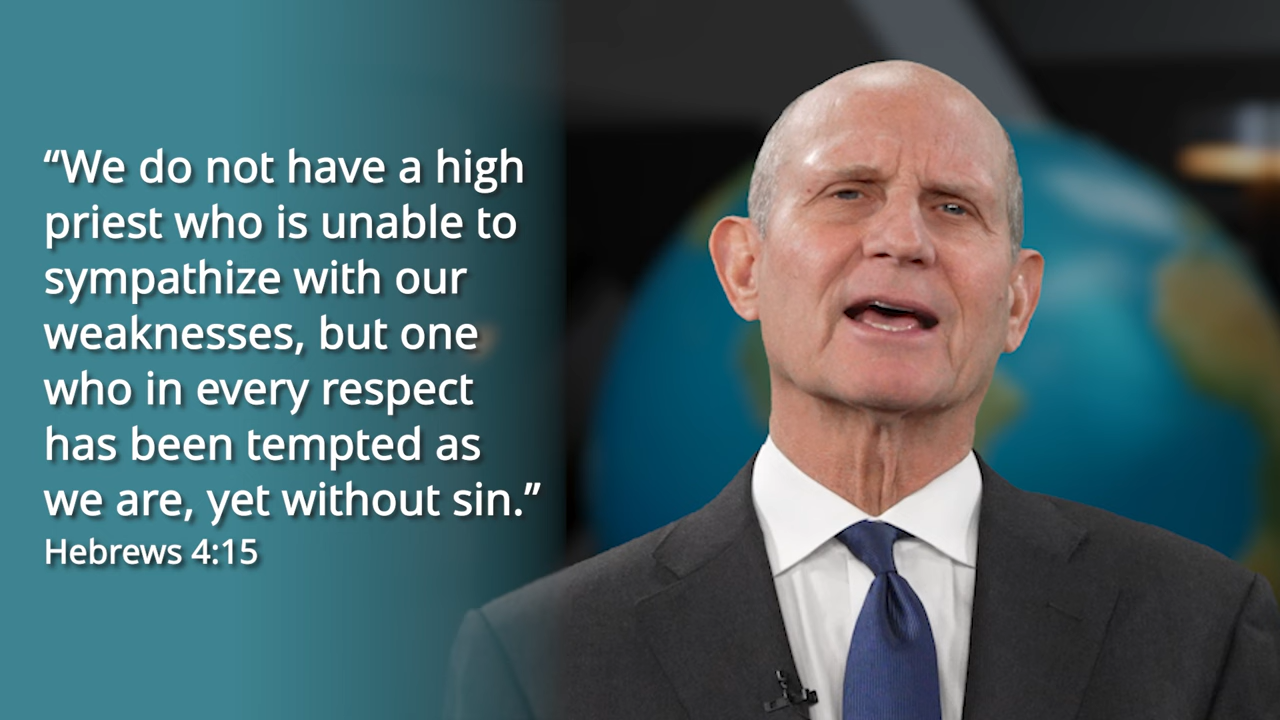 “We do not have a high
priest who is unable to
sympathize with our
weaknesses, but one
who in every respect
has been tempted as
we are, yet without sin.”
Hebrews 4:15